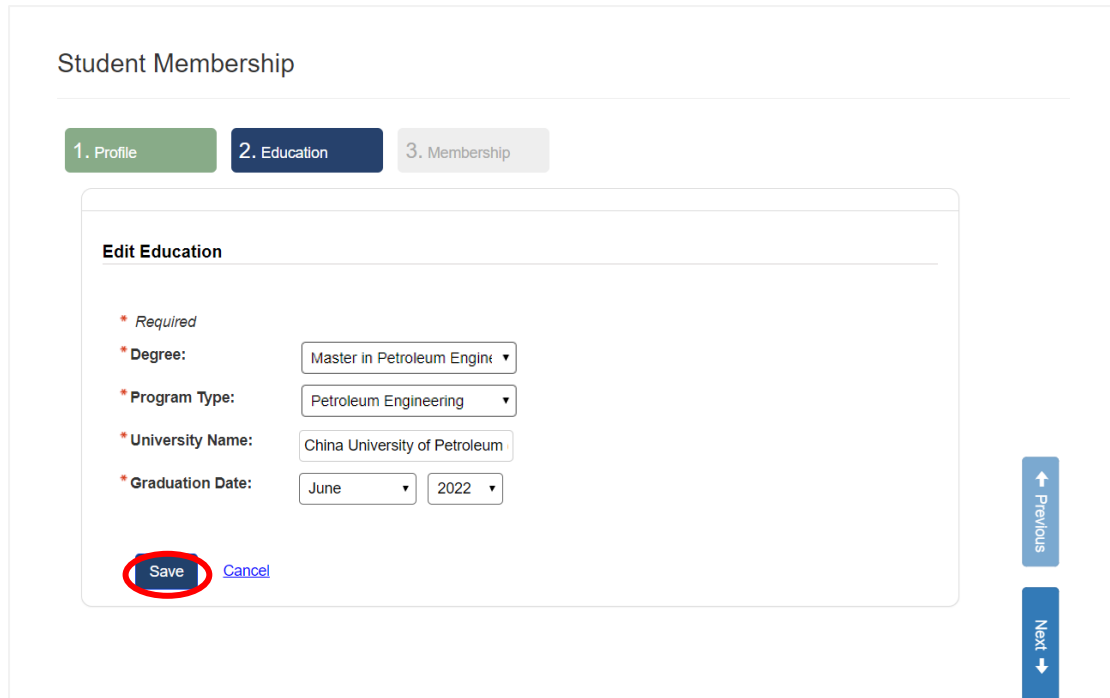 Student Membership
1. Profile
2. Education
3. Membership
Edit Education
* Required
* Degree: Master in Petroleum Engine
* Program Type: Petroleum Engineering
* University Name: China University of Petroleum
* Graduation Date: June 2022
Save Cancel
Previous
Next